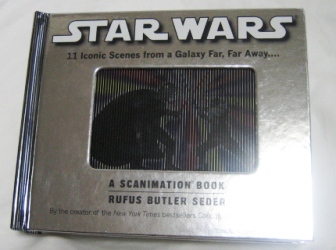 STAR WARS
11 Iconic Scenes from a Galaxy Far, Far Away....
A SCANIMATION BOOK
RUFUS BUTLER SEDER
By the creator of the New York Times bestsellers